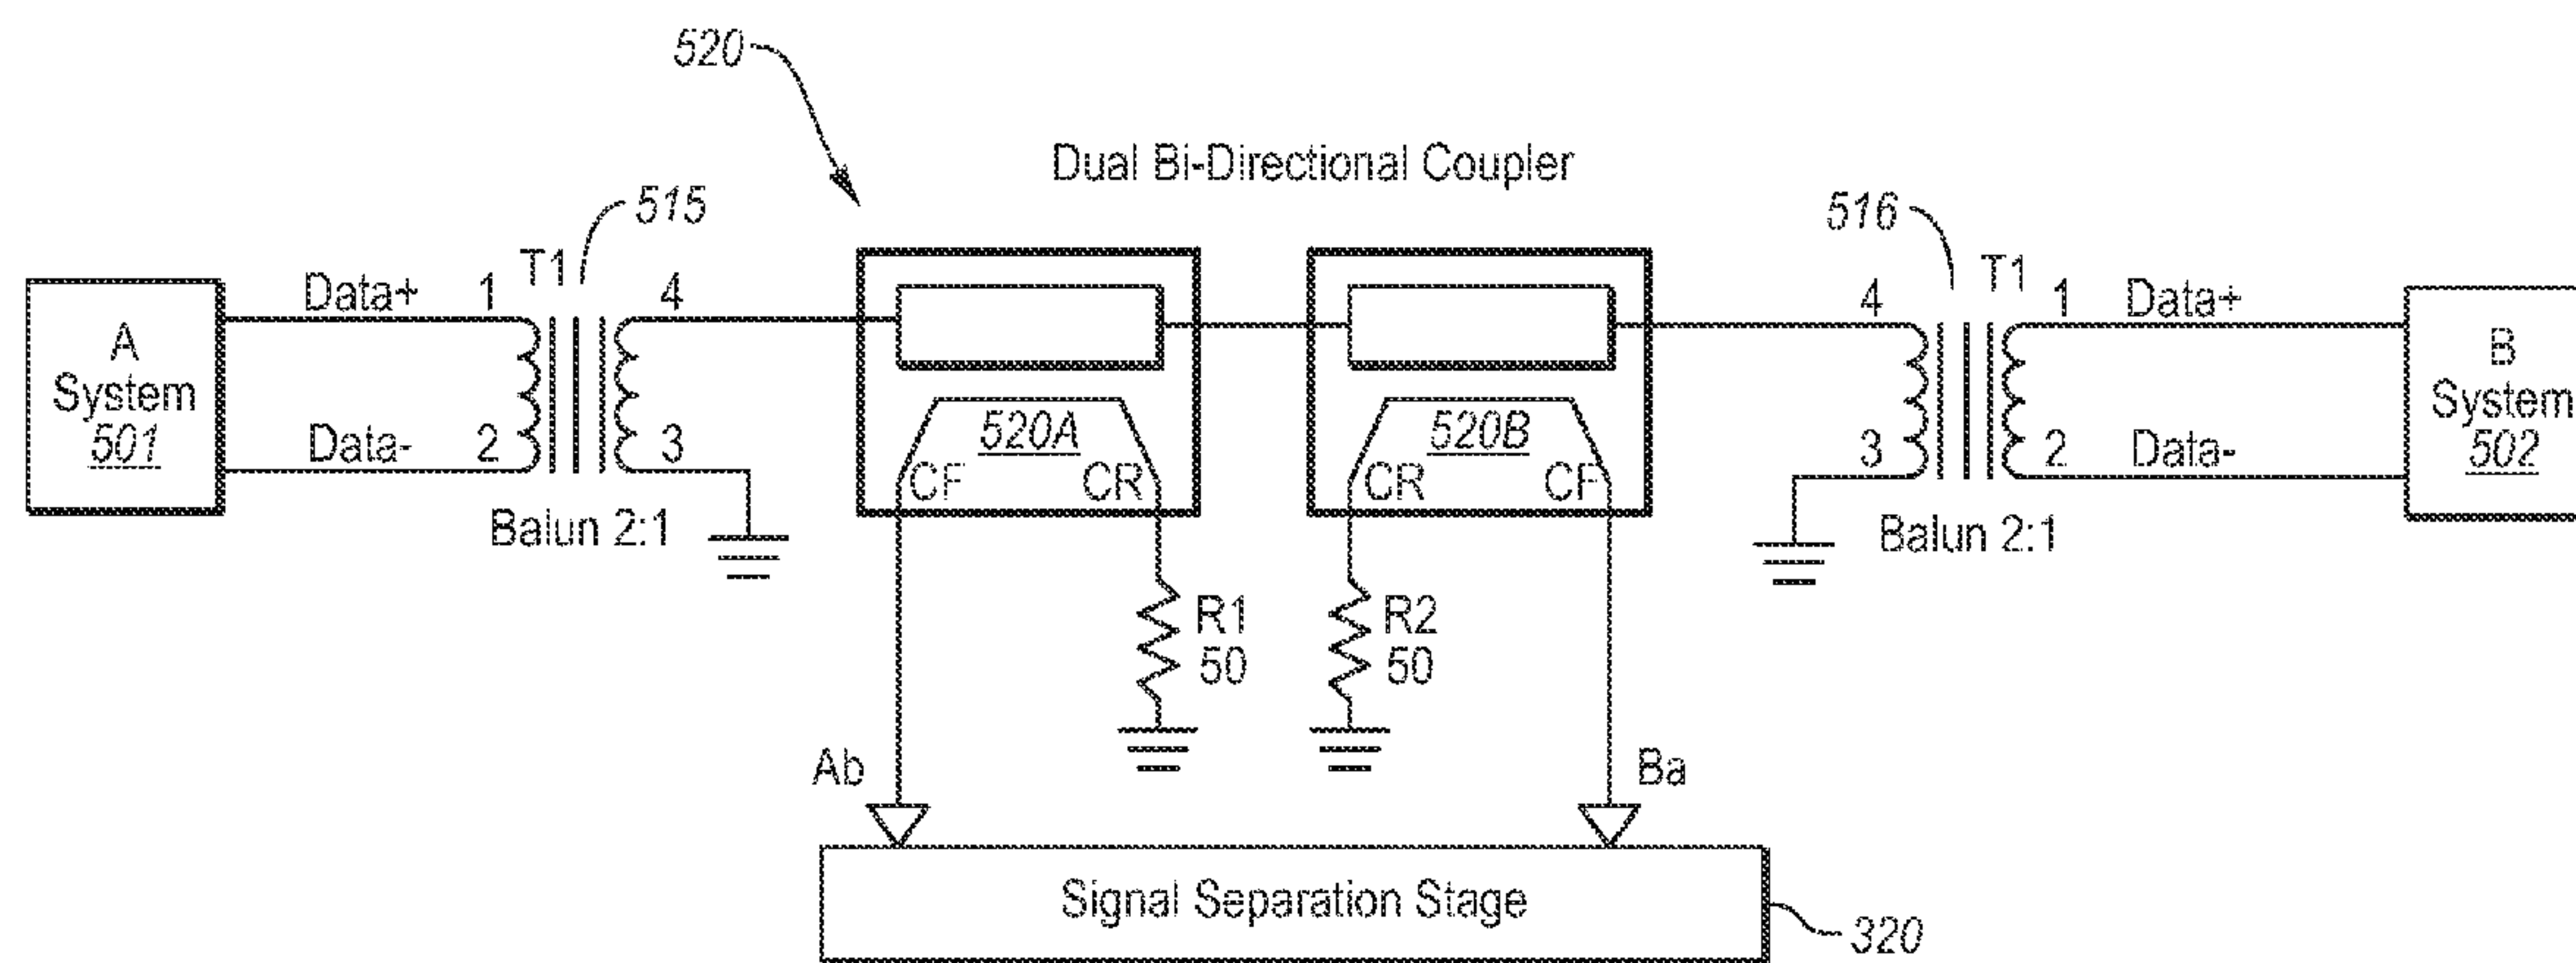 520
Dual Bi-Directional Coupler
515
516
T1
T1
A
System
501
Data+
1
4
Data-
2
3
Balun 2:1
520A
CF
CR
520B
CR
CF
4
1
Data+
3
2
Data-
Balun 2:1
B
System
502
R1
50
R2
50
Ab
Ba
Signal Separation Stage
320